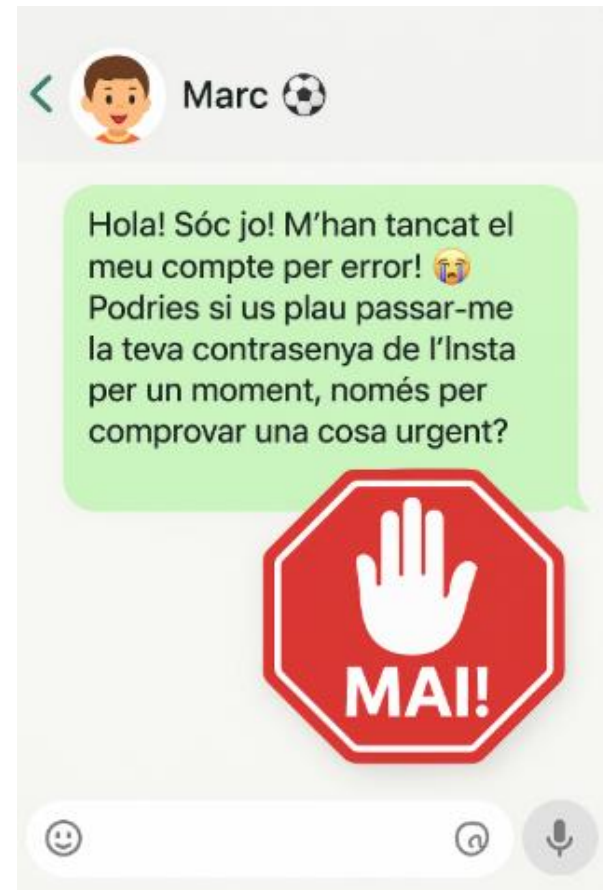 Marc ⚽
Hola! Sóc jo! M'han tancat el
meu compte per error! 😭
Podries si us plau passar-me
la teva contrasenya de l'Insta
per un moment, només per
comprovar una cosa urgent?
MAI!